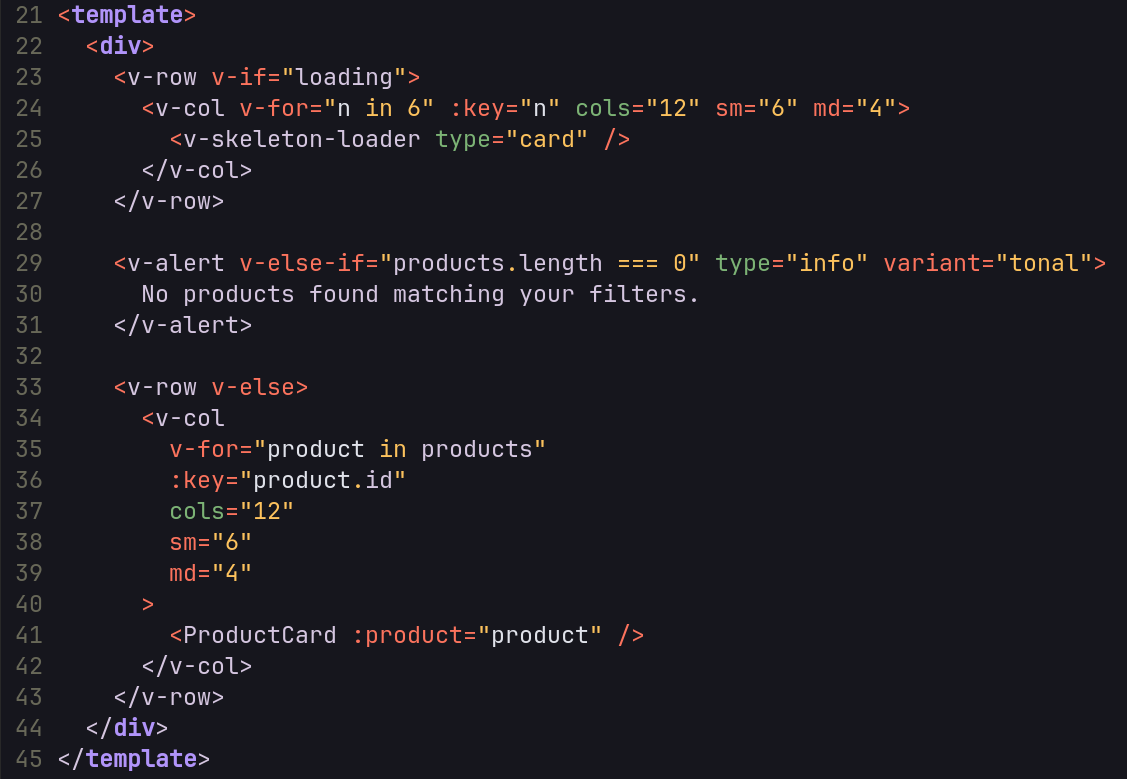 21 <template>
22   <div>
23     <v-row v-if="loading">
24       <v-col v-for="n in 6" :key="n" cols="12" sm="6" md="4">
25         <v-skeleton-loader type="card" />
26       </v-col>
27     </v-row>
28
29     <v-alert v-else-if="products.length === 0" type="info" variant="tonal">
30       No products found matching your filters.
31     </v-alert>
32
33     <v-row v-else>
34       <v-col
35         v-for="product in products"
36         :key="product.id"
37         cols="12"
38         sm="6"
39         md="4"
40       >
41         <ProductCard :product="product" />
42       </v-col>
43     </v-row>
44   </div>
45 </template>